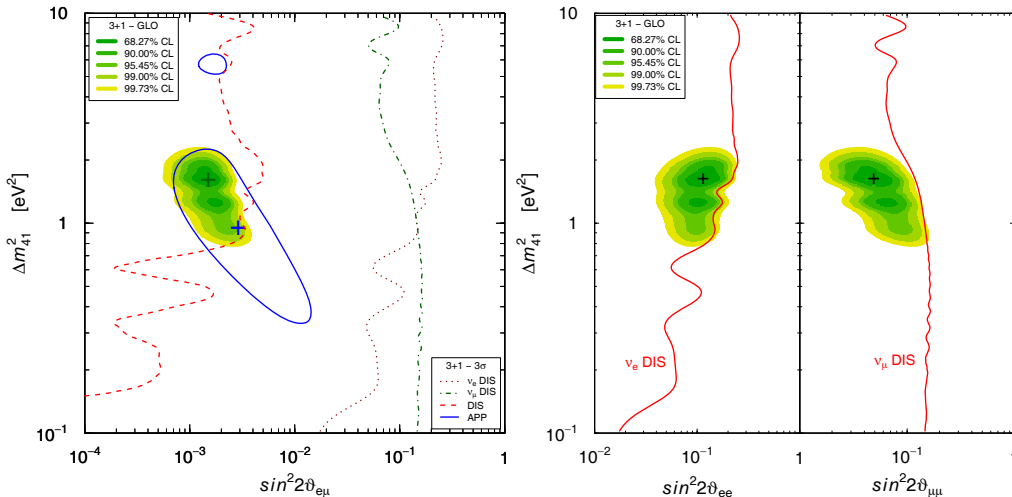 3+1 − GLO
68.27% CL
90.00% CL
95.45% CL
99.00% CL
99.73% CL
3+1 − 3σ
νe DIS
νμ DIS
DIS
APP
Δm²₄₁ [eV²]
10
1
10⁻¹
10⁻⁴
10⁻³
10⁻²
10⁻¹
1
sin²2ϑeμ
3+1 − GLO
68.27% CL
90.00% CL
95.45% CL
99.00% CL
99.73% CL
νe DIS
νμ DIS
Δm²₄₁ [eV²]
10
1
10⁻¹
10⁻²
10⁻¹
1
10⁻¹
1
sin²2ϑee
sin²2ϑμμ